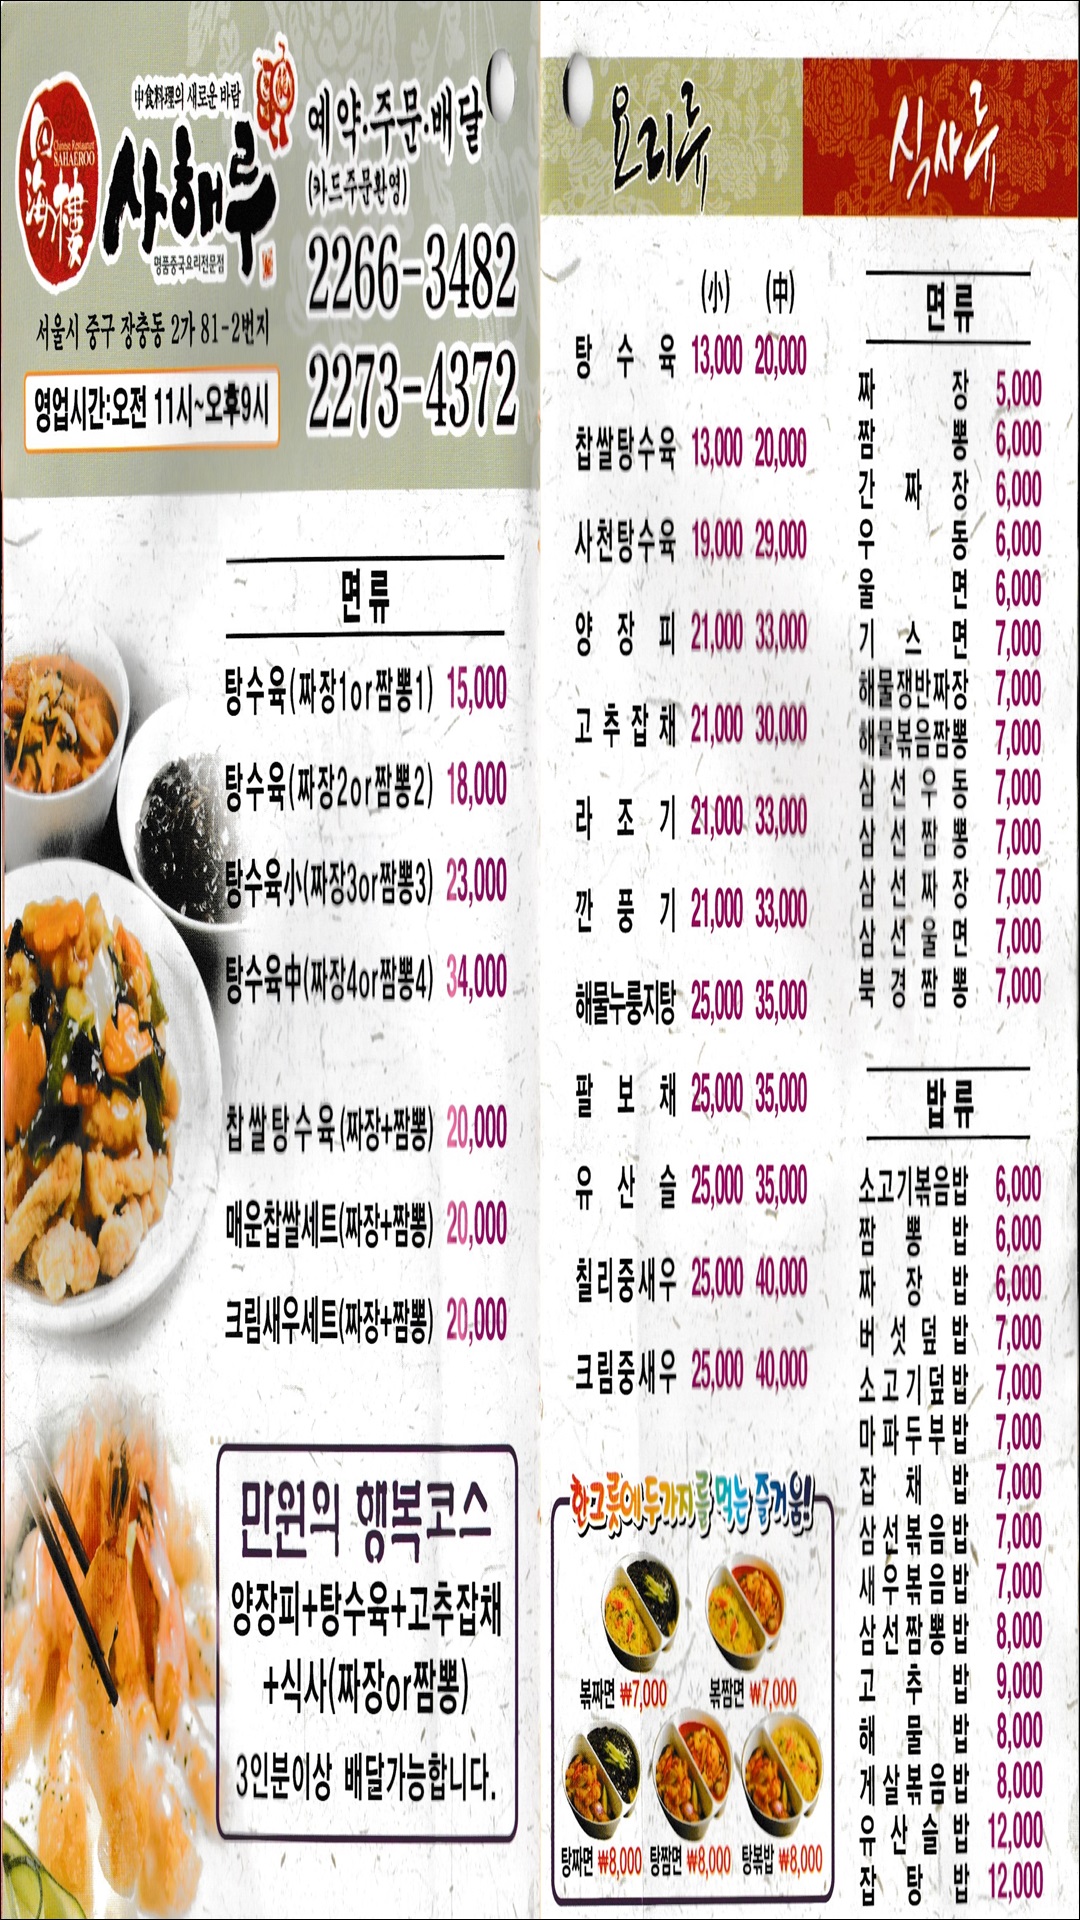 中食料理의 새로운 바람
四海樓
Chinese Restaurant
SAHAEROO
사해루
명품중국요리전문점
서울시 중구 장충동 2가 81-2번지
영업시간:오전 11시~오후9시
예약·주문·배달
(카드주문환영)
2266-3482
2273-4372
면류
탕수육(짜장1or짬뽕1) 15,000
탕수육(짜장2or짬뽕2) 18,000
탕수육小(짜장3or짬뽕3) 23,000
탕수육中(짜장4or짬뽕4) 34,000
찹쌀탕수육(짜장+짬뽕) 20,000
매운찹쌀세트(짜장+짬뽕) 20,000
크림새우세트(짜장+짬뽕) 20,000
만원의 행복코스
양장피+탕수육+고추잡채
+식사(짜장or짬뽕)
3인분이상 배달가능합니다.
요리류
(小) (中)
탕수육 13,000 20,000
찹쌀탕수육 13,000 20,000
사천탕수육 19,000 29,000
양장피 21,000 33,000
고추잡채 21,000 30,000
라조기 21,000 33,000
깐풍기 21,000 33,000
해물누룽지탕 25,000 35,000
팔보채 25,000 35,000
유산슬 25,000 35,000
칠리중새우 25,000 40,000
크림중새우 25,000 40,000
한그릇에 두가지를 먹는 즐거움!
볶짜면 ₩7,000 볶짬면 ₩7,000
탕짜면 ₩8,000 탕짬면 ₩8,000 탕볶밥 ₩8,000
식사류
면류
짜장 5,000
짬뽕 6,000
간짜장 6,000
우동 6,000
울면 6,000
기스면 7,000
해물쟁반짜장 7,000
해물볶음짬뽕 7,000
삼선우동 7,000
삼선짬뽕 7,000
삼선짜장 7,000
삼선울면 7,000
북경짬뽕 7,000
밥류
소고기볶음밥 6,000
짬뽕밥 6,000
짜장밥 6,000
버섯덮밥 7,000
소고기덮밥 7,000
마파두부밥 7,000
잡채밥 7,000
삼선볶음밥 7,000
새우볶음밥 7,000
삼선짬뽕밥 8,000
고추밥 9,000
해물밥 8,000
게살볶음밥 8,000
유산슬밥 12,000
잡탕밥 12,000